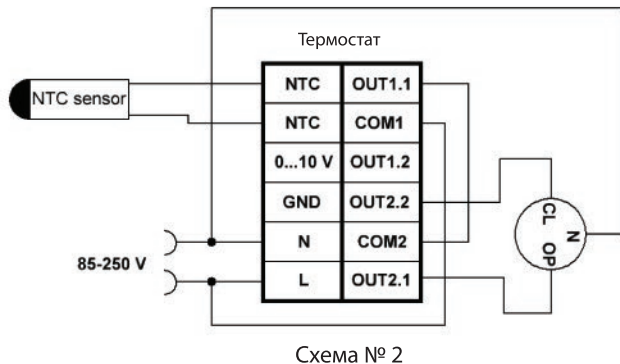 Термостат
NTC sensor
NTC OUT1.1
NTC COM1
0...10 V OUT1.2
GND OUT2.2
N COM2
L OUT2.1
85-250 V
CL
OP
N
Схема № 2